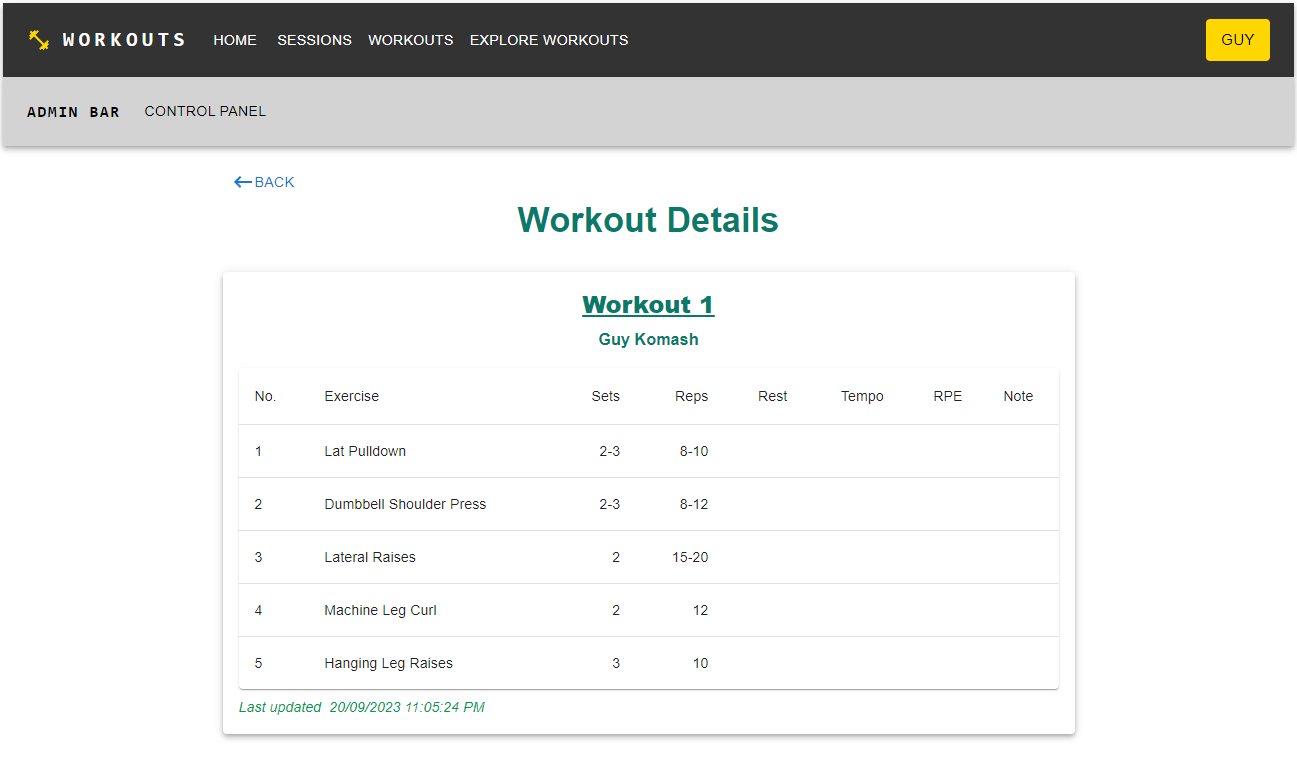 WORKOUTS HOME SESSIONS WORKOUTS EXPLORE WORKOUTS GUY
ADMIN BAR CONTROL PANEL
BACK
Workout Details
Workout 1
Guy Komash
No. Exercise Sets Reps Rest Tempo RPE Note
1 Lat Pulldown 2-3 8-10
2 Dumbbell Shoulder Press 2-3 8-12
3 Lateral Raises 2 15-20
4 Machine Leg Curl 2 12
5 Hanging Leg Raises 3 10
Last updated 20/09/2023 11:05:24 PM